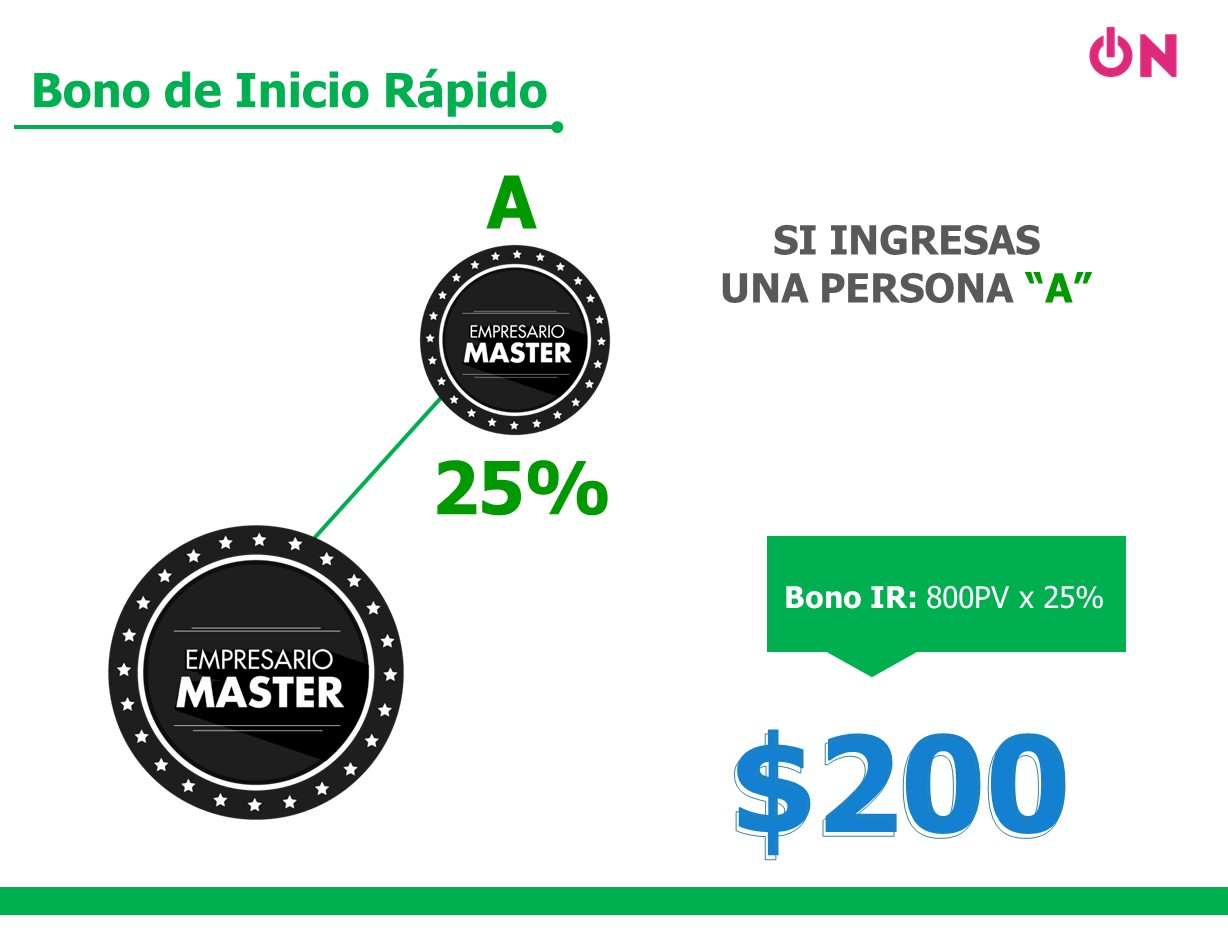 ON
Bono de Inicio Rápido
A
SI INGRESAS
UNA PERSONA “A”
EMPRESARIO
MASTER
25%
Bono IR: 800PV x 25%
EMPRESARIO
MASTER
$200